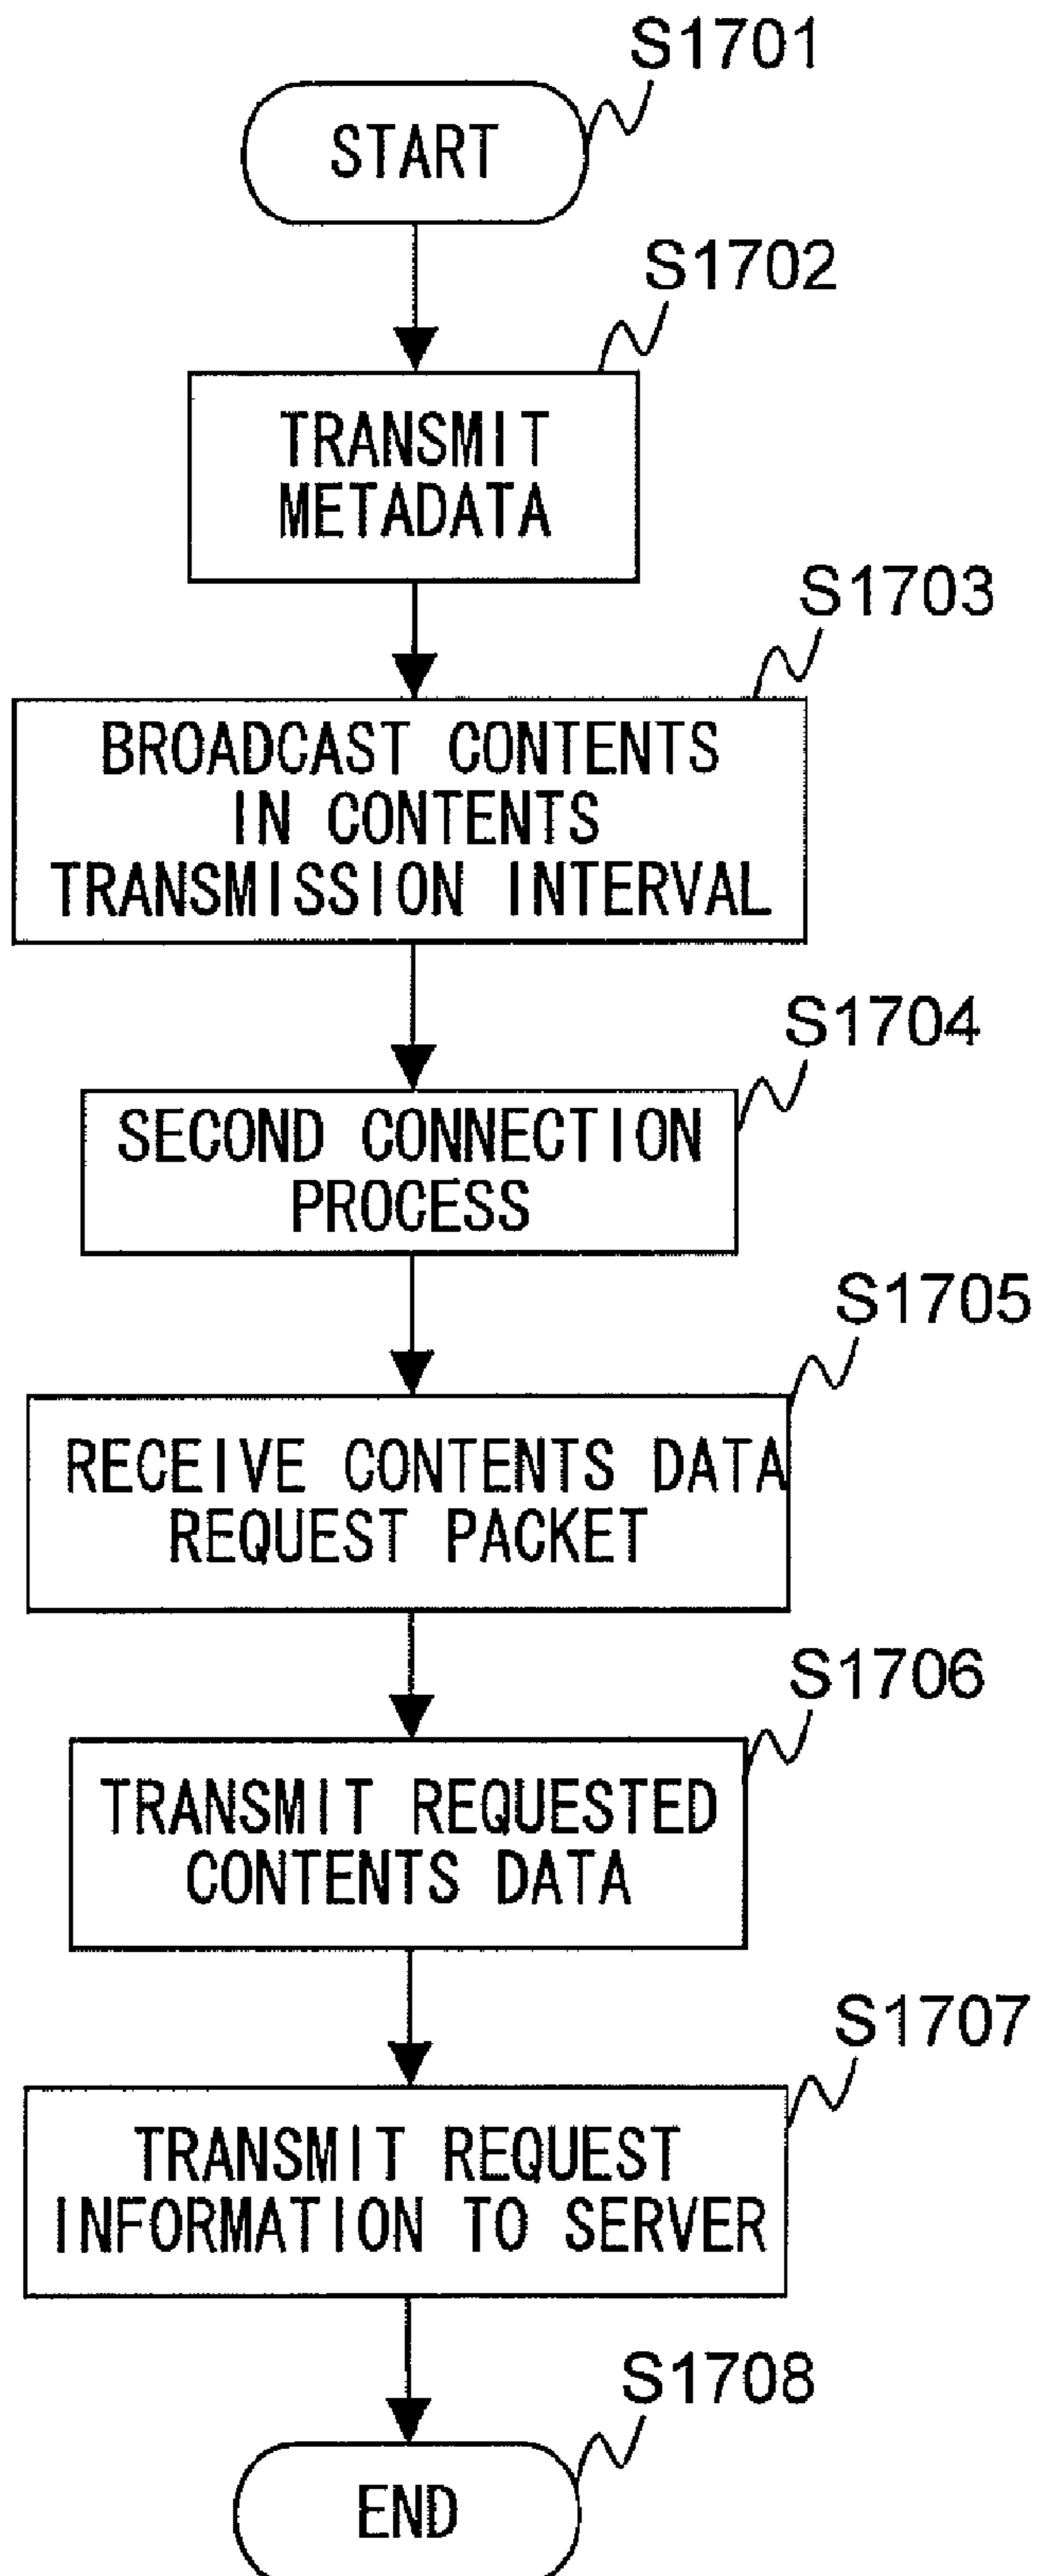 S1701
START
S1702
TRANSMIT
METADATA
S1703
BROADCAST CONTENTS
IN CONTENTS
TRANSMISSION INTERVAL
S1704
SECOND CONNECTION
PROCESS
S1705
RECEIVE CONTENTS DATA
REQUEST PACKET
S1706
TRANSMIT REQUESTED
CONTENTS DATA
S1707
TRANSMIT REQUEST
INFORMATION TO SERVER
S1708
END